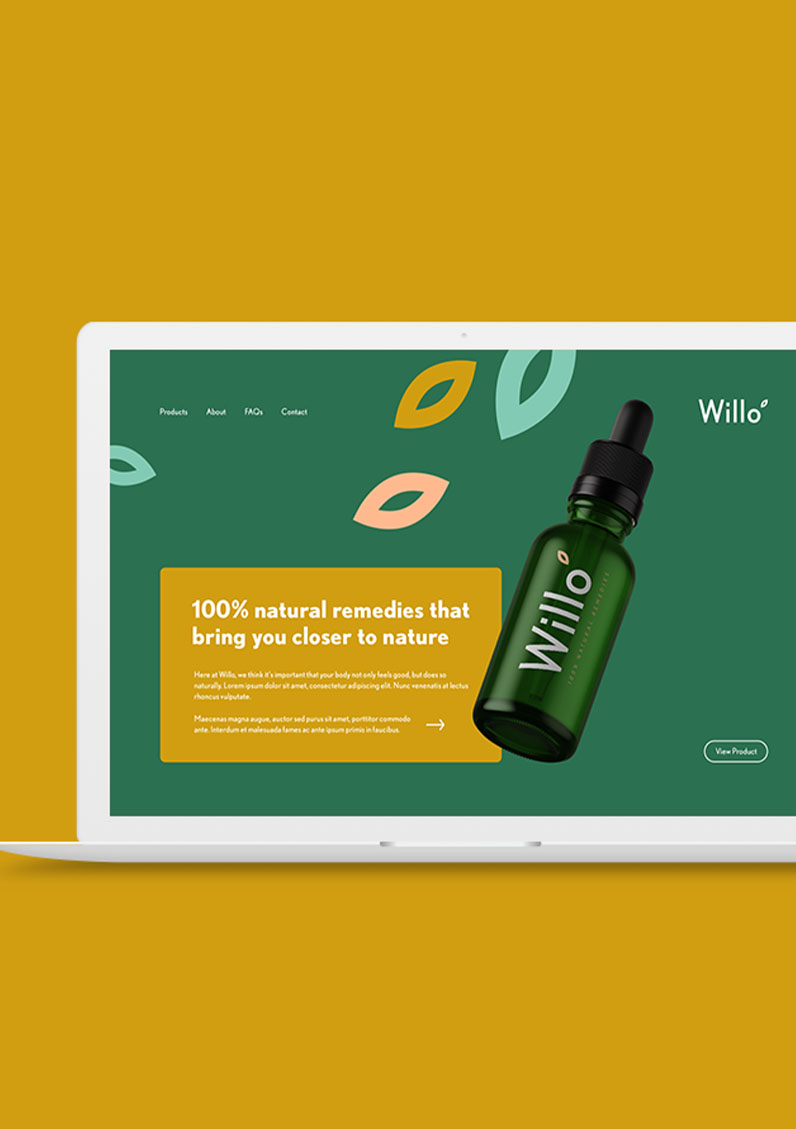 Products About FAQs Contact
Willo
100% natural remedies that
bring you closer to nature
Here at Willo, we think it's important that your body not only feels good, but does so
naturally. Lorem ipsum dolor sit amet, consectetur adipiscing elit. Nunc venenatis at lectus
rhoncus vulputate.
Maecenas magna augue, auctor sed purus sit amet, porttitor commodo
ante. Interdum et malesuada fames ac ante ipsum primis in faucibus.
Willo
100% NATURAL REMEDIES
View Product